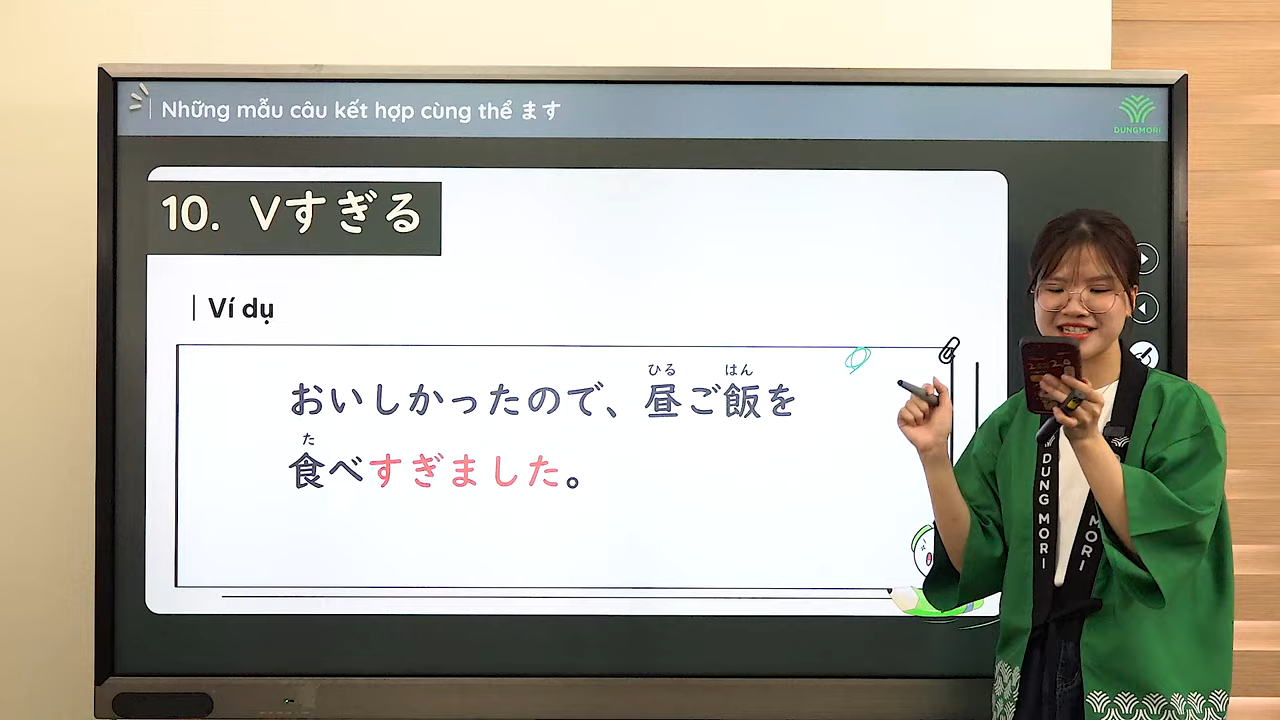 Những mẫu câu kết hợp cùng thể ます
DUNGMORI
10. Vすぎる
Ví dụ
ひる はん
おいしかったので、昼ご飯を
た
食べすぎました。
DUNG MORI
MORI